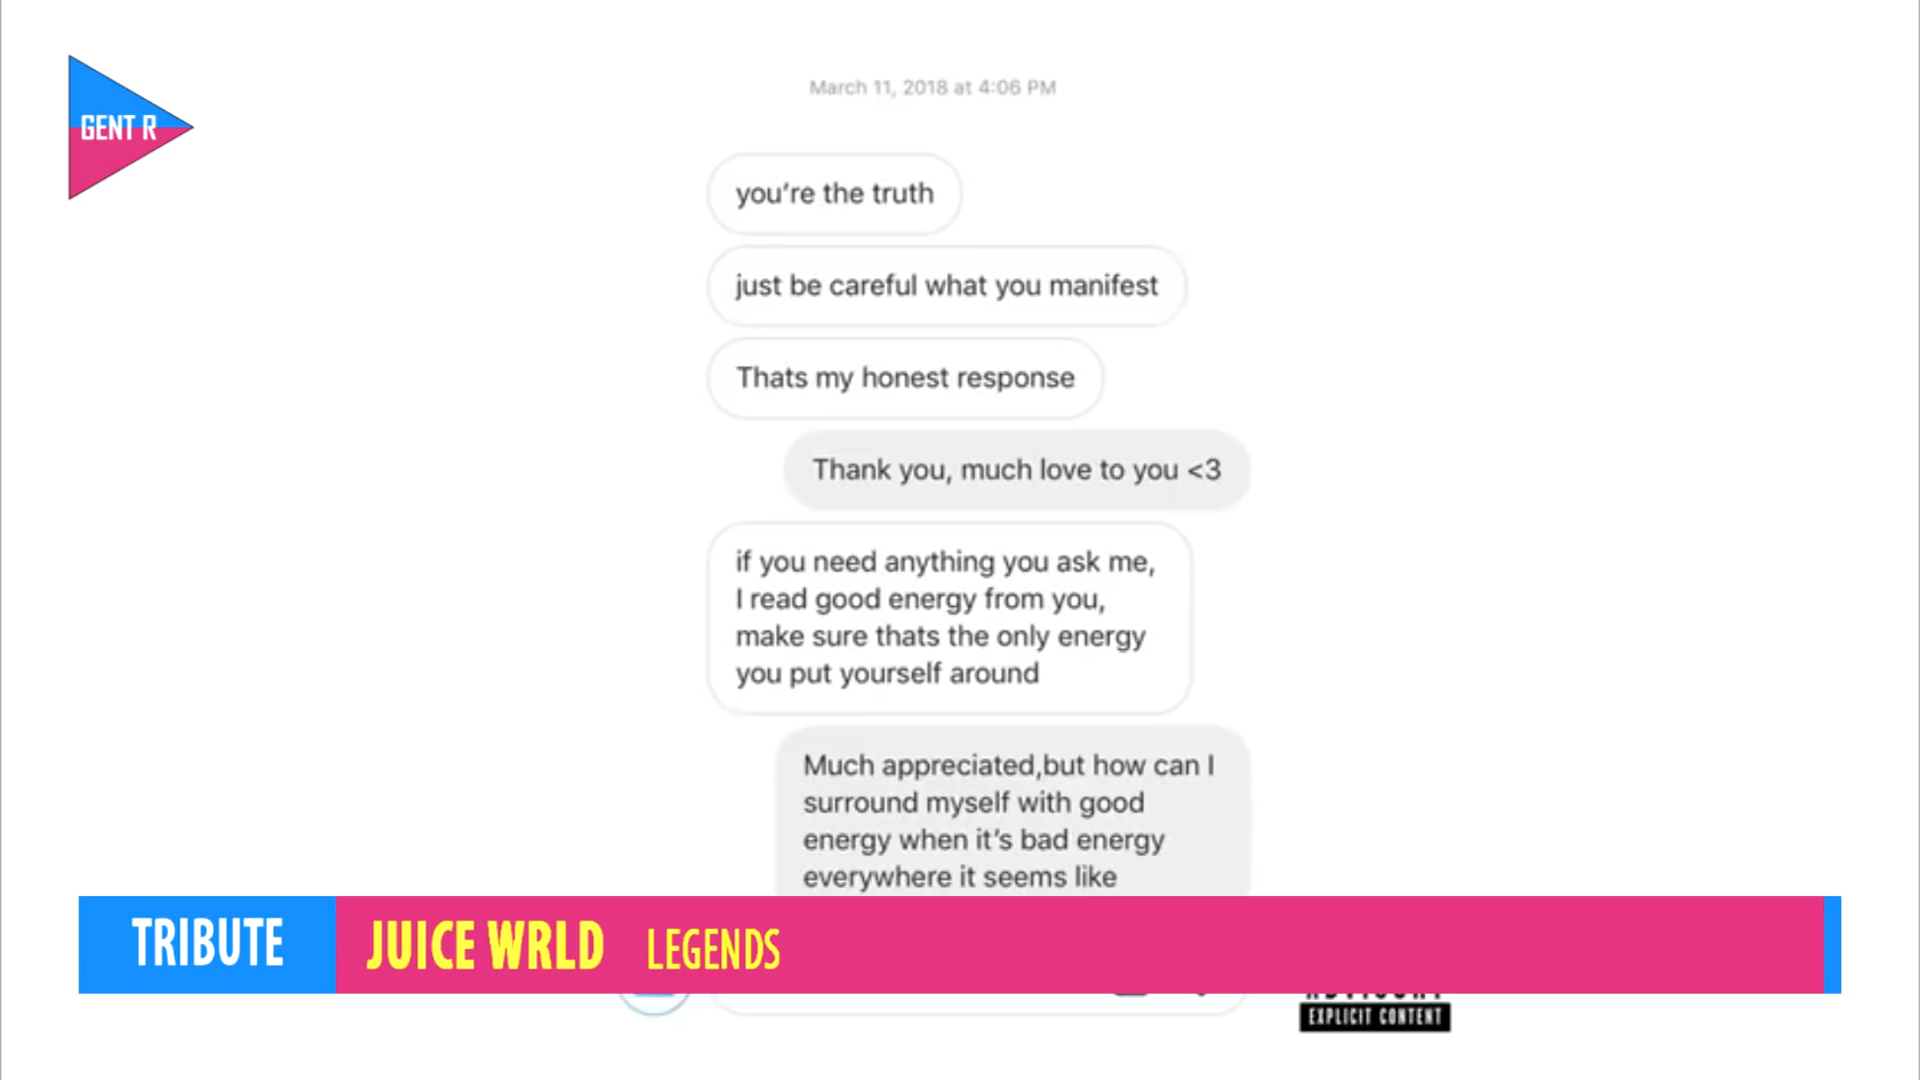 March 11, 2018 at 4:06 PM
GENT R
you’re the truth
just be careful what you manifest
Thats my honest response
Thank you, much love to you <3
if you need anything you ask me,
I read good energy from you,
make sure thats the only energy
you put yourself around
Much appreciated,but how can I
surround myself with good
energy when it’s bad energy
everywhere it seems like
TRIBUTE JUICE WRLD LEGENDS
EXPLICIT CONTENT